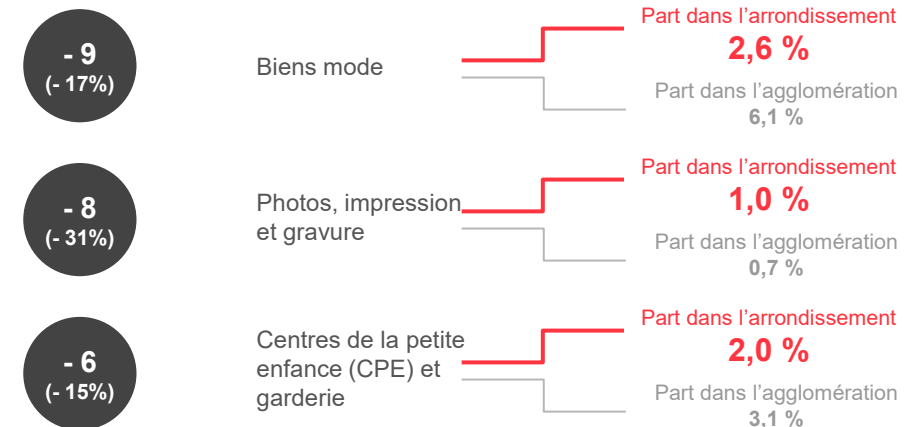 - 9
(- 17%)
Biens mode
Part dans l’arrondissement
2,6 %
Part dans l’agglomération
6,1 %
- 8
(- 31%)
Photos, impression
et gravure
Part dans l’arrondissement
1,0 %
Part dans l’agglomération
0,7 %
- 6
(- 15%)
Centres de la petite
enfance (CPE) et
garderie
Part dans l’arrondissement
2,0 %
Part dans l’agglomération
3,1 %